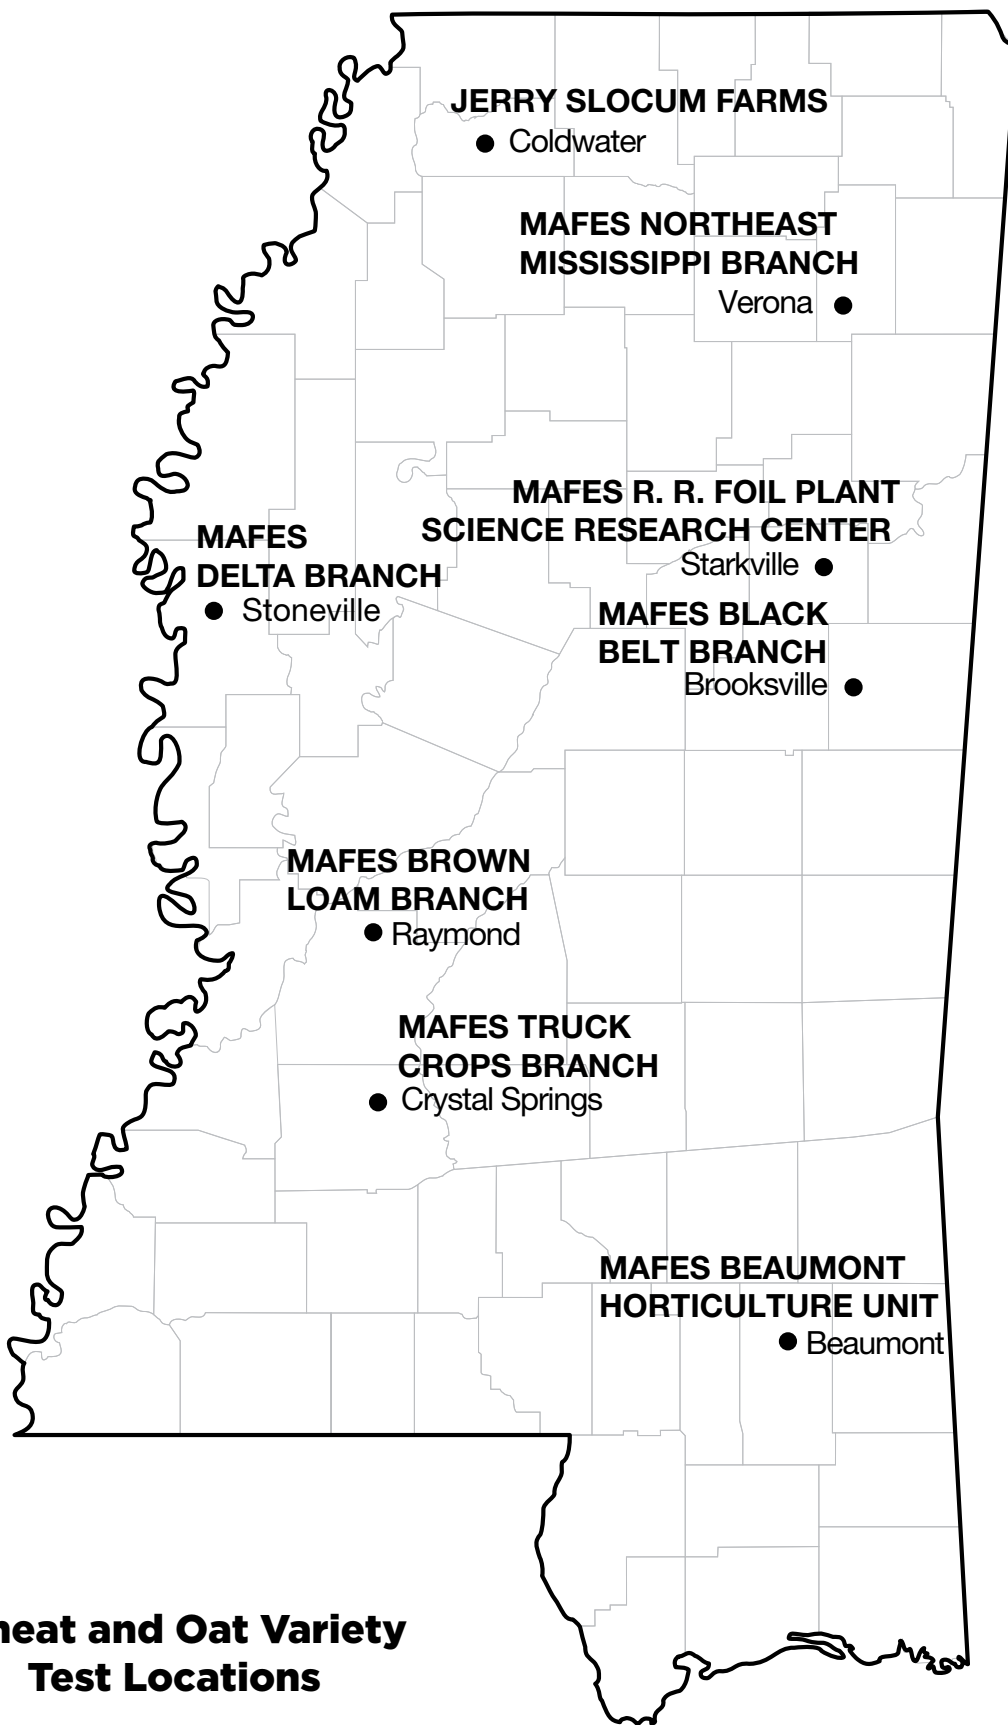 JERRY SLOCUM FARMS
Coldwater
MAFES NORTHEAST
MISSISSIPPI BRANCH
Verona
MAFES R. R. FOIL PLANT
SCIENCE RESEARCH CENTER
Starkville
MAFES
DELTA BRANCH
Stoneville
MAFES BLACK
BELT BRANCH
Brooksville
MAFES BROWN
LOAM BRANCH
Raymond
MAFES TRUCK
CROPS BRANCH
Crystal Springs
MAFES BEAUMONT
HORTICULTURE UNIT
Beaumont
heat and Oat Variety
Test Locations